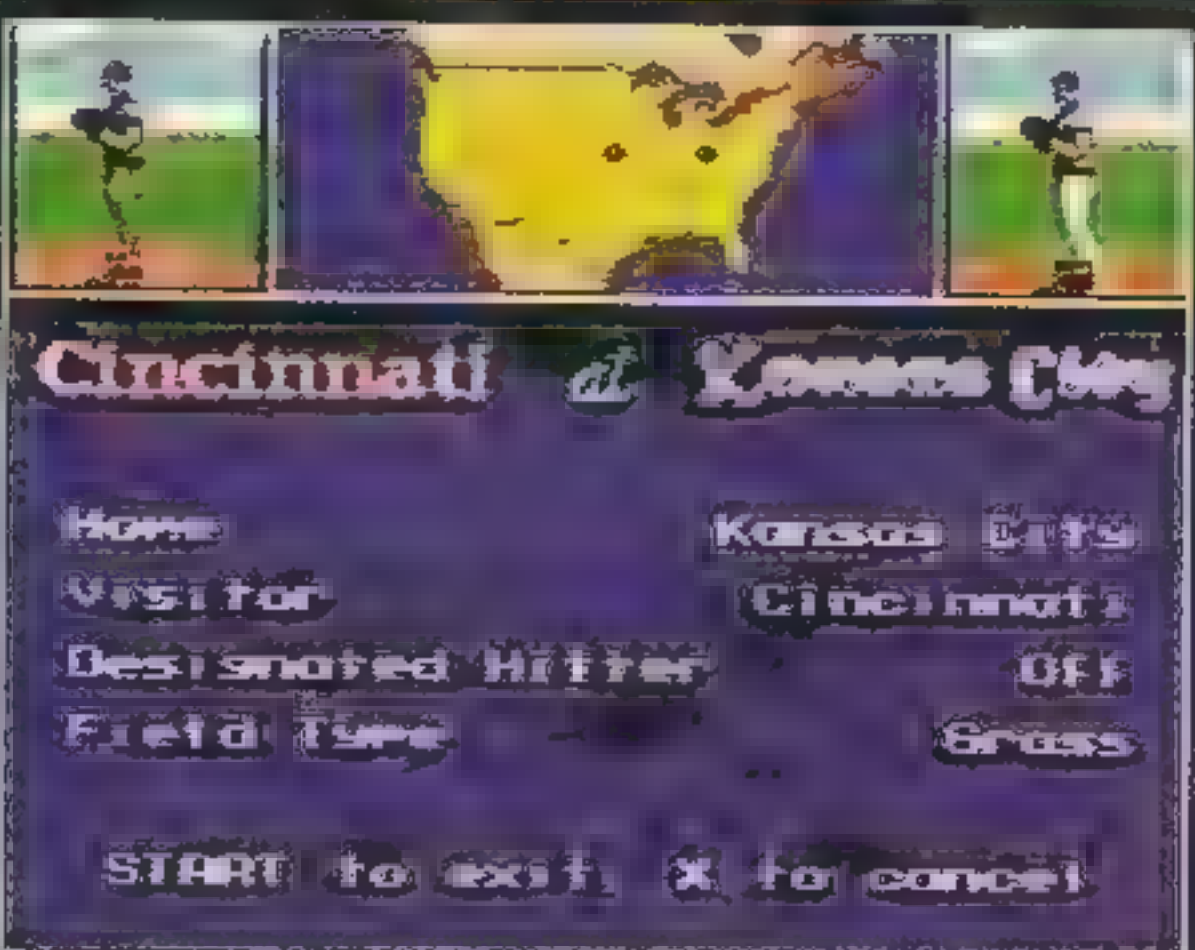 Cincinnati at Kansas City
Home Kansas City
Visitor Cincinnati
Designated Hitter Off
Field Type Grass
START to exit, X to cancel